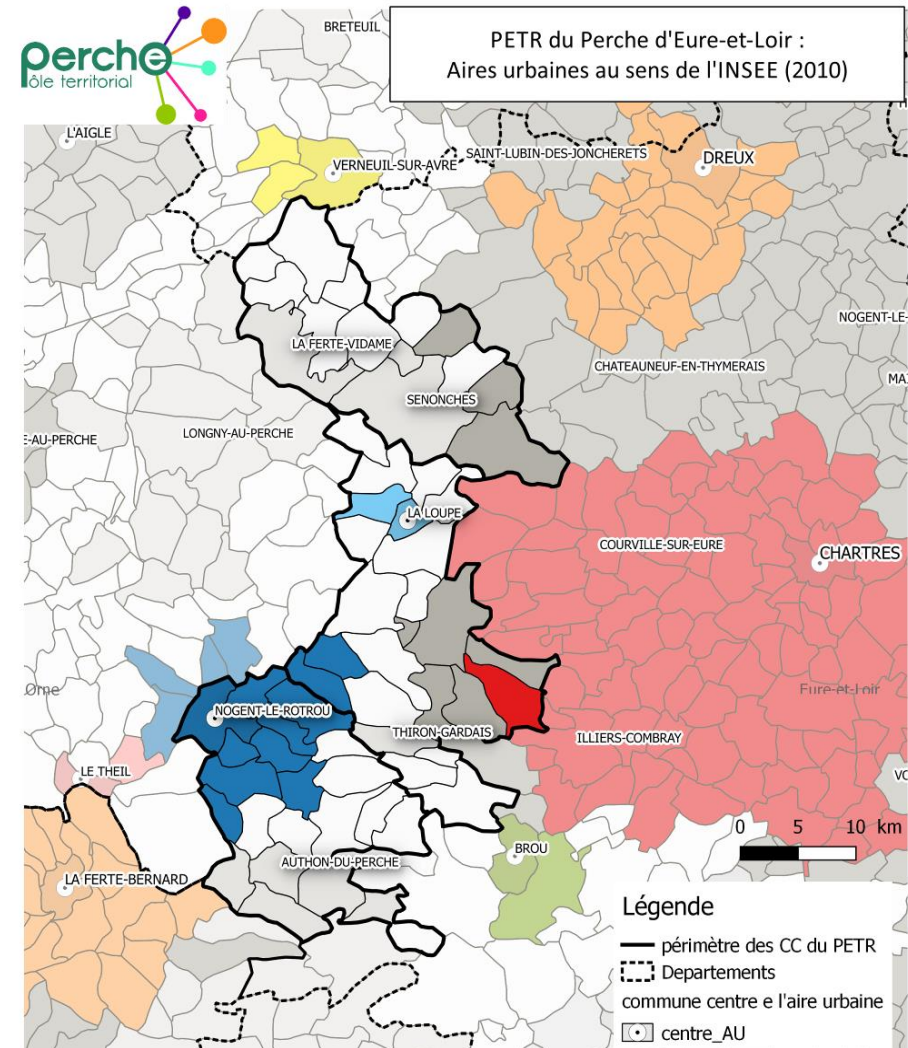 perche
Pôle territorial
PETR du Perche d'Eure-et-Loir :
Aires urbaines au sens de l'INSEE (2010)
BRETEUIL
L'AIGLE
VERNEUIL-SUR-AVRE
SAINT-LUBIN-DES-JONCHERETS
DREUX
NOGENT-LE-
LA FERTE-VIDAME
CHATEAUNEUF-EN-THYMERAIS
MAI
SENONCHES
E-AU-PERCHE
LONGNY-AU-PERCHE
LA LOUPE
COURVILLE-SUR-EURE
CHARTRES
Orne
Eure-et-Loir
NOGENT-LE-ROTROU
THIRON-GARDAIS
ILLIERS-COMBRAY
LE THEIL
VO
0 5 10 km
BROU
AUTHON-DU-PERCHE
LA FERTE-BERNARD
Légende
périmètre des CC du PETR
Departements
commune centre e l'aire urbaine
centre_AU